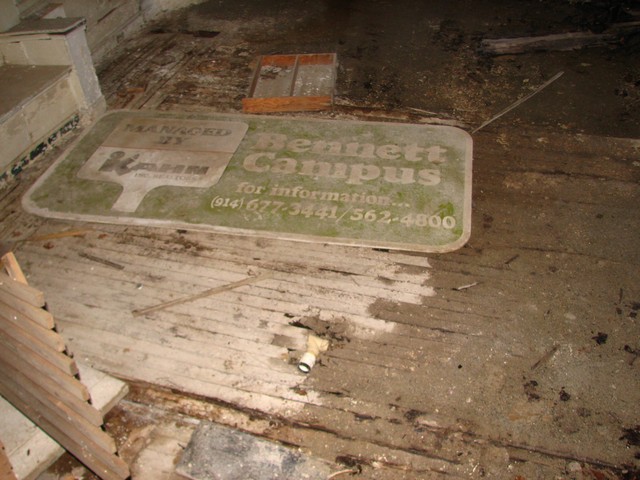 MANAGED
BY
Bennett
Campus
for information...
(914) 677-3441/562-4800